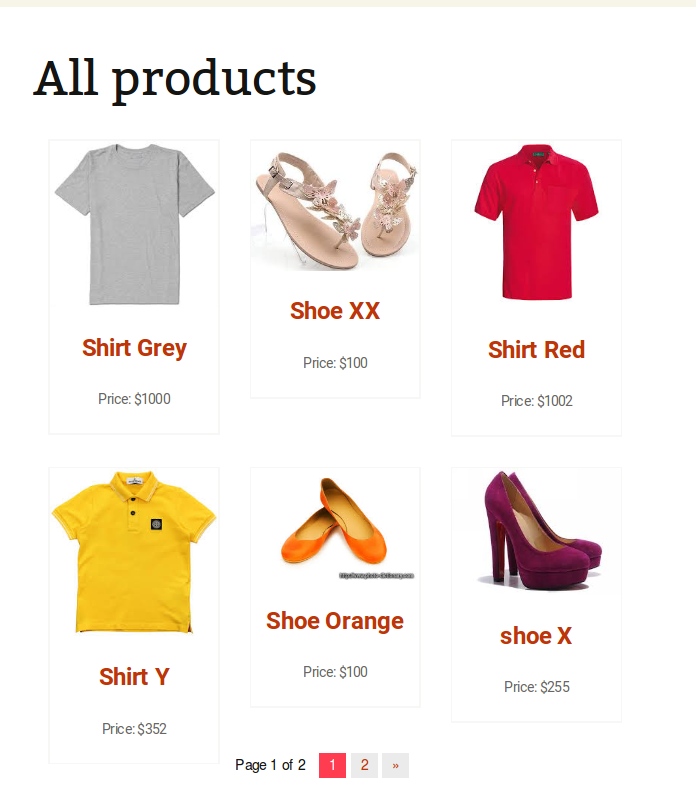 All products
Shirt Grey
Price: $1000
Shoe XX
Price: $100
Shirt Red
Price: $1002
Shirt Y
Price: $352
Shoe Orange
Price: $100
shoe X
Price: $255
Page 1 of 2 1 2 »